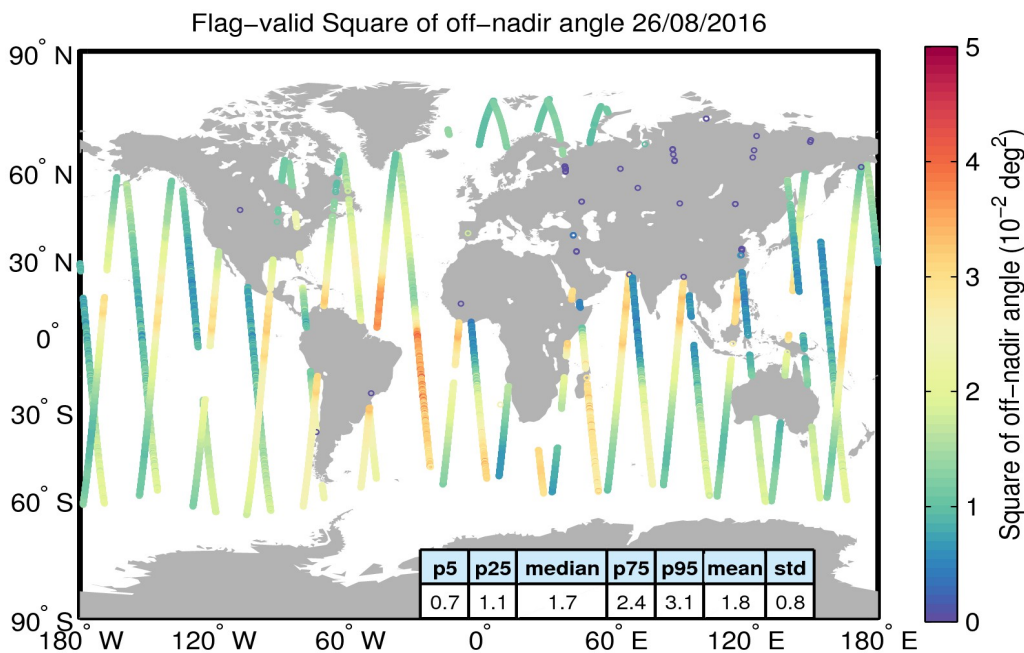 Flag−valid Square of off−nadir angle 26/08/2016
90° N
60° N
30° N
0°
30° S
60° S
90° S
180° W
120° W
60° W
0°
60° E
120° E
180° E
p5 p25 median p75 p95 mean std
0.7 1.1 1.7 2.4 3.1 1.8 0.8
5
4
3
2
1
0
Square of off−nadir angle (10⁻² deg²)